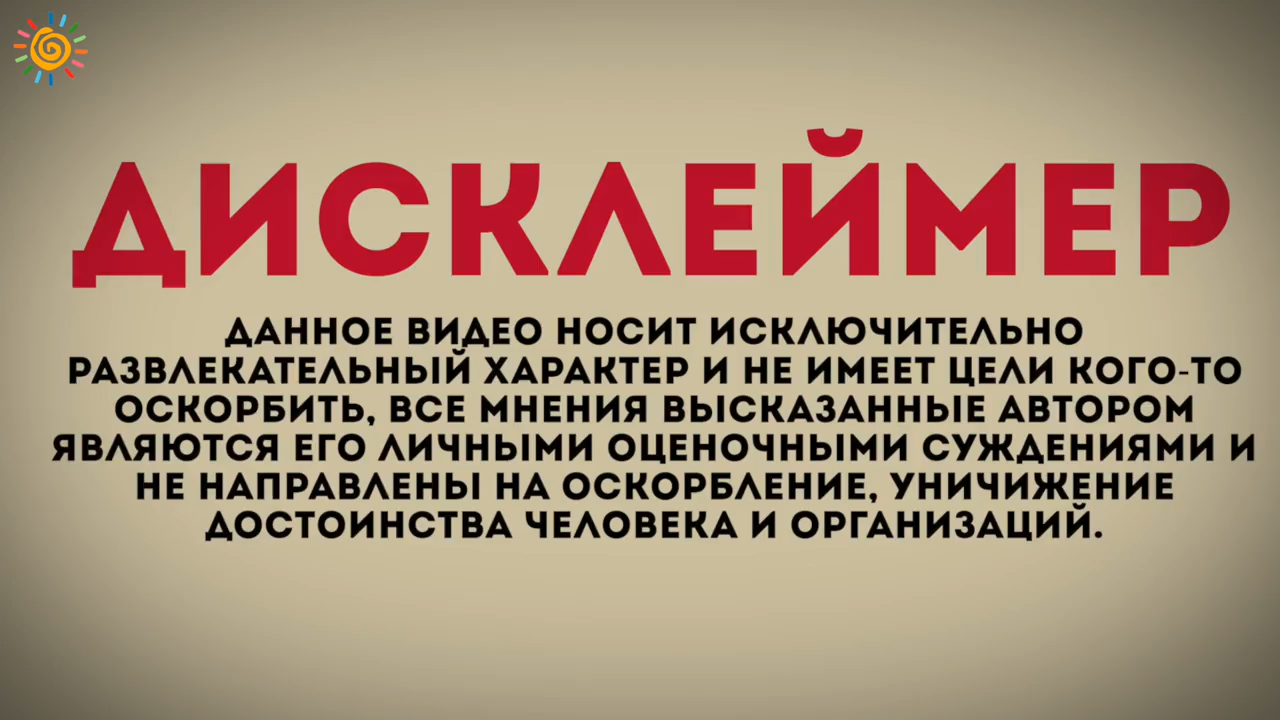 ДИСКЛЕЙМЕР
ДАННОЕ ВИДЕО НОСИТ ИСКЛЮЧИТЕЛЬНО
РАЗВЛЕКАТЕЛЬНЫЙ ХАРАКТЕР И НЕ ИМЕЕТ ЦЕЛИ КОГО-ТО
ОСКОРБИТЬ, ВСЕ МНЕНИЯ ВЫСКАЗАННЫЕ АВТОРОМ
ЯВЛЯЮТСЯ ЕГО ЛИЧНЫМИ ОЦЕНОЧНЫМИ СУЖДЕНИЯМИ И
НЕ НАПРАВЛЕНЫ НА ОСКОРБЛЕНИЕ, УНИЧИЖЕНИЕ
ДОСТОИНСТВА ЧЕЛОВЕКА И ОРГАНИЗАЦИЙ.